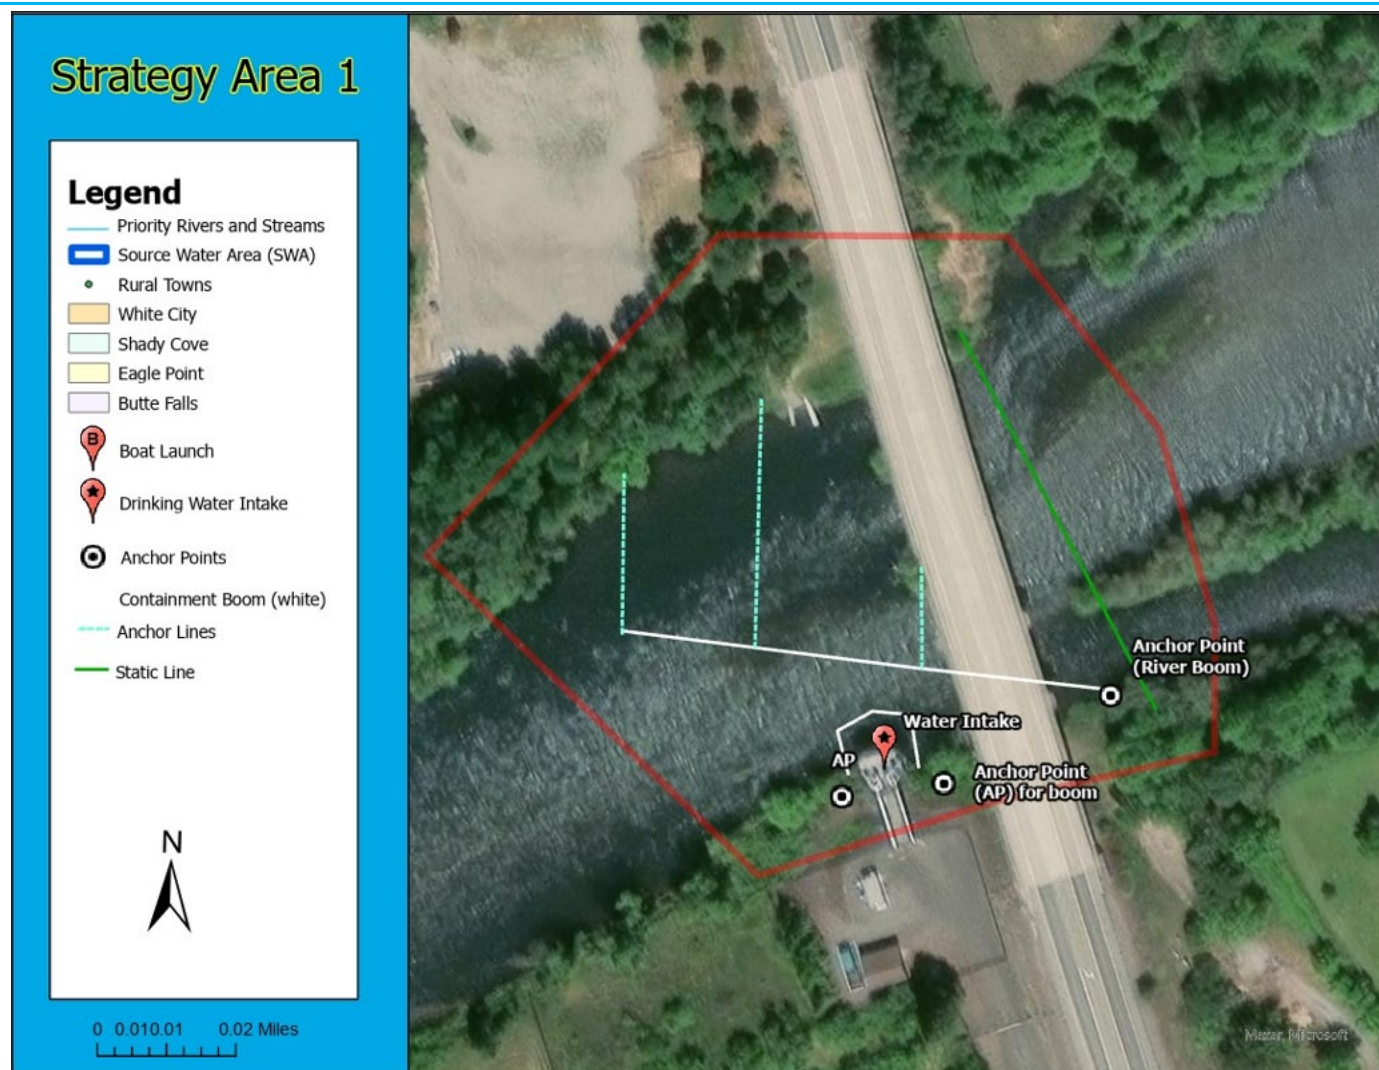 Strategy Area 1
Legend
Priority Rivers and Streams
Source Water Area (SWA)
Rural Towns
White City
Shady Cove
Eagle Point
Butte Falls
B
Boat Launch
Drinking Water Intake
Anchor Points
Containment Boom (white)
Anchor Lines
Static Line
N
0 0.010.01 0.02 Miles
Anchor Point
(River Boom)
Water Intake
AP
Anchor Point
(AP) for boom
Maxar, Microsoft